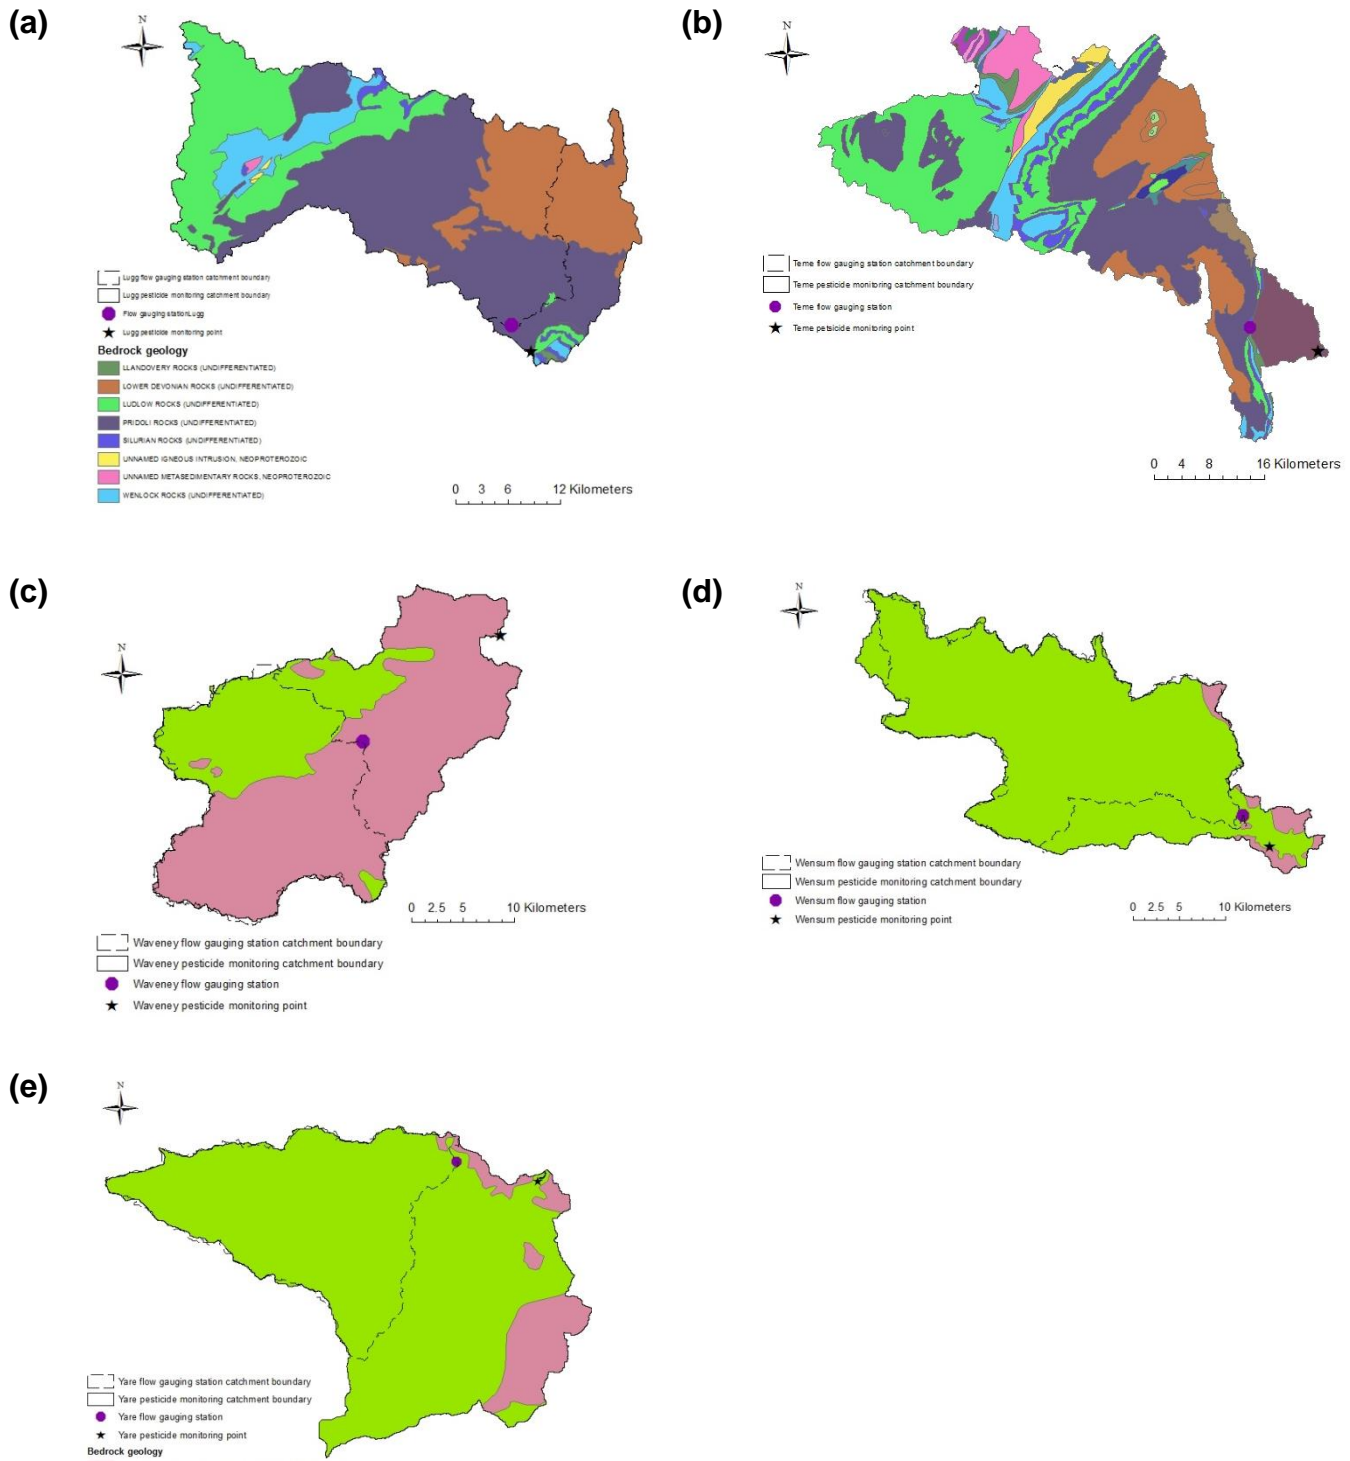 (a)
N
Lugg flow gauging station catchment boundary
Lugg pesticide monitoring catchment boundary
Flow gauging stationLugg
Lugg pesticide monitoring point
Bedrock geology
LLANDOVERY ROCKS (UNDIFFERENTIATED)
LOWER DEVONIAN ROCKS (UNDIFFERENTIATED)
LUDLOW ROCKS (UNDIFFERENTIATED)
PRIDOLI ROCKS (UNDIFFERENTIATED)
SILURIAN ROCKS (UNDIFFERENTIATED)
UNNAMED IGNEOUS INTRUSION, NEOPROTEROZOIC
UNNAMED METASEDIMENTARY ROCKS, NEOPROTEROZOIC
WENLOCK ROCKS (UNDIFFERENTIATED)
0 3 6 12 Kilometers
(b)
N
Teme flow gauging station catchment boundary
Teme pesticide monitoring catchment boundary
Teme flow gauging station
Teme petsicide monitoring point
0 4 8 16 Kilometers
(c)
N
0 2.5 5 10 Kilometers
Waveney flow gauging station catchment boundary
Waveney pesticide monitoring catchment boundary
Waveney flow gauging station
Waveney pesticide monitoring point
(d)
N
Wensum flow gauging station catchment boundary
Wensum pesticide monitoring catchment boundary
Wensum flow gauging station
Wensum pesticide monitoring point
0 2.5 5 10 Kilometers
(e)
N
Yare flow gauging station catchment boundary
Yare pesticide monitoring catchment boundary
Yare flow gauging station
Yare pesticide monitoring point
Bedrock geology